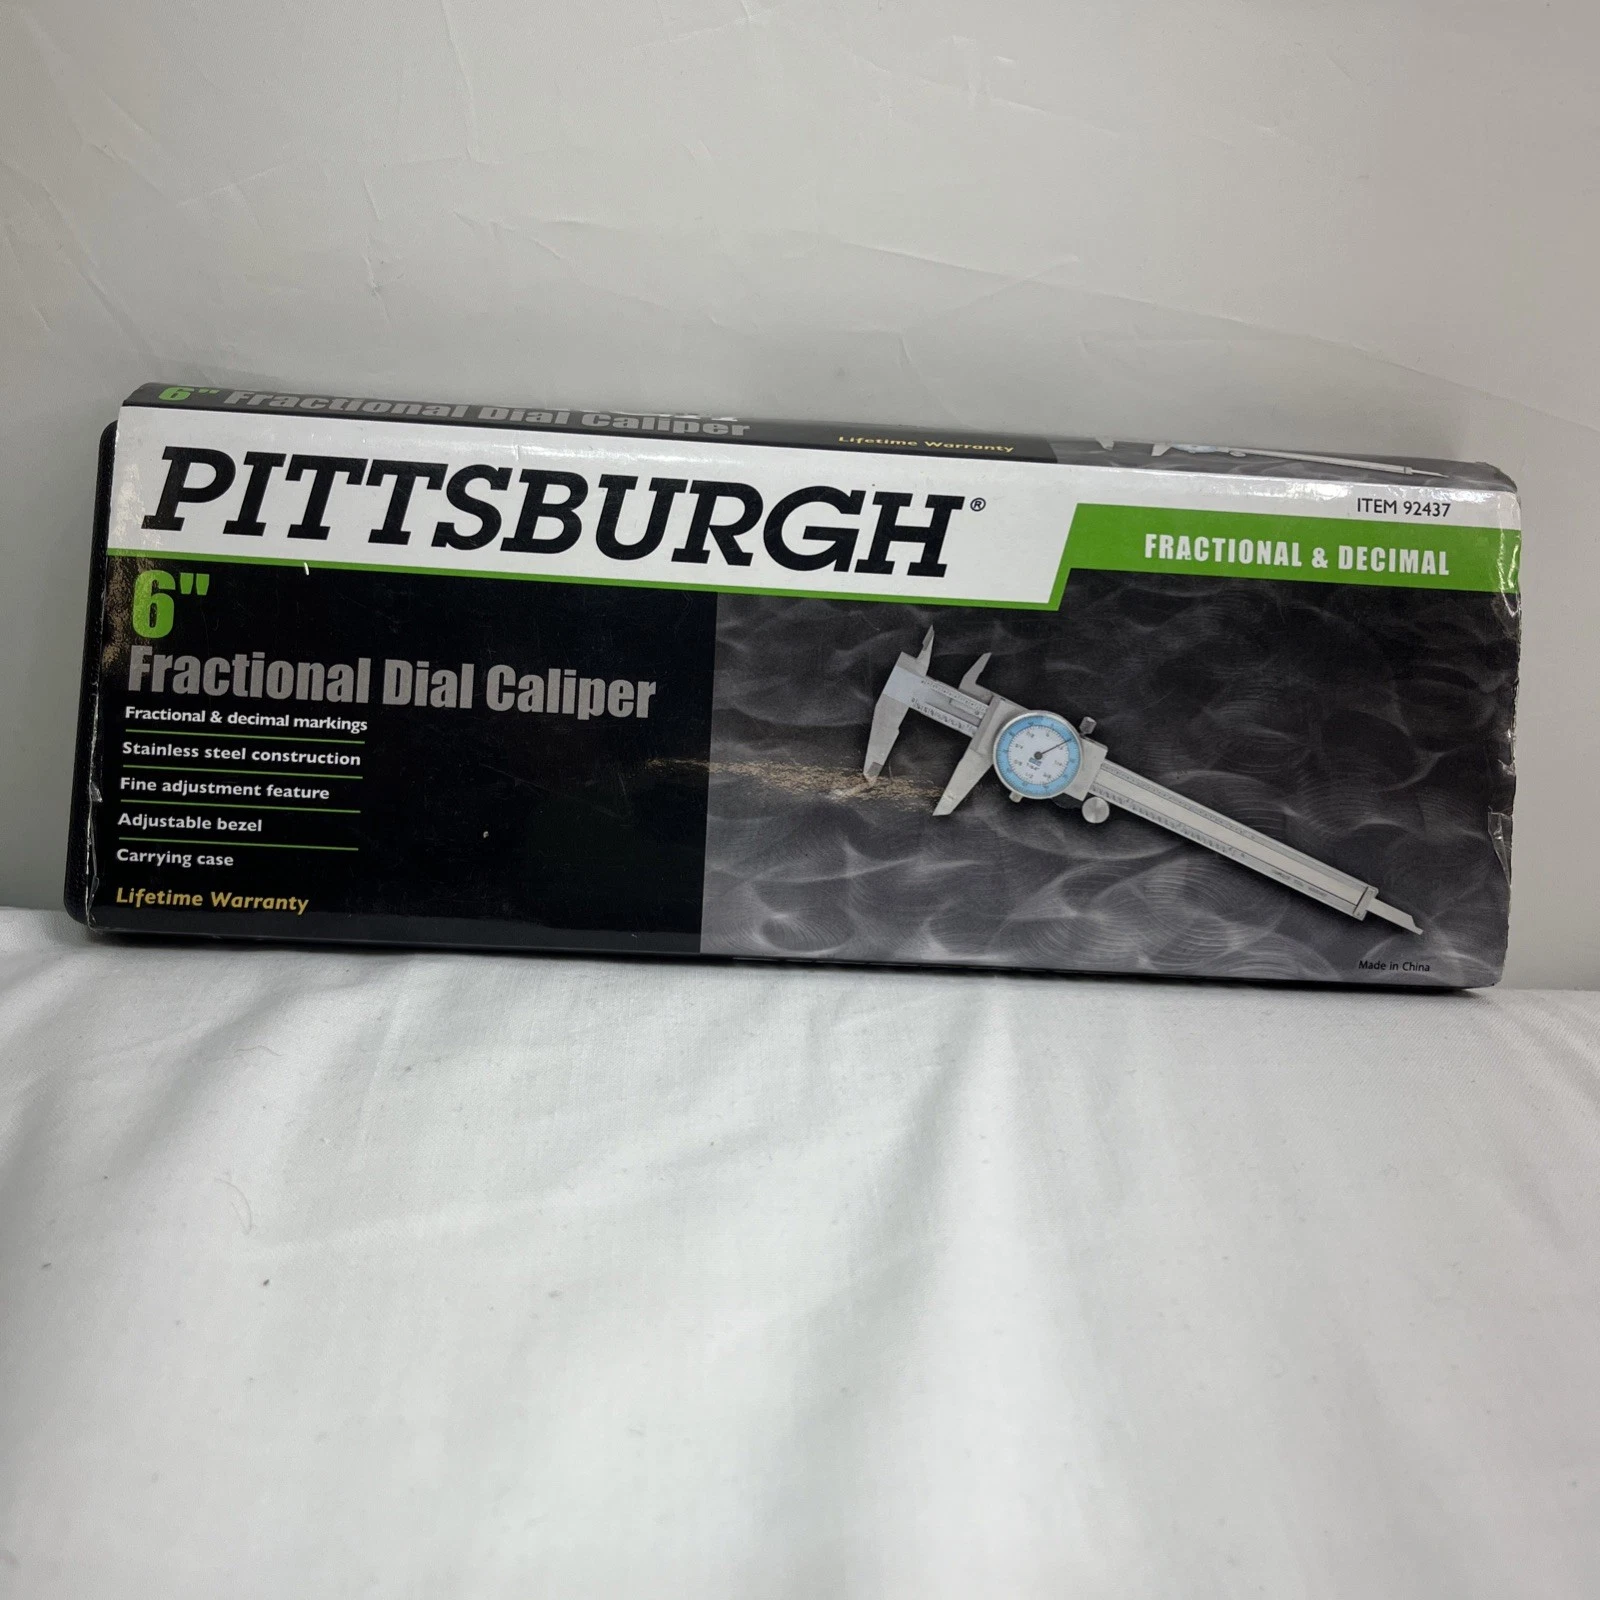 6" Fractional Dial Caliper
Lifetime Warranty
PITTSBURGH®
ITEM 92437
FRACTIONAL & DECIMAL
6"
Fractional Dial Caliper
Fractional & decimal markings
Stainless steel construction
Fine adjustment feature
Adjustable bezel
Carrying case
Lifetime Warranty
Made in China